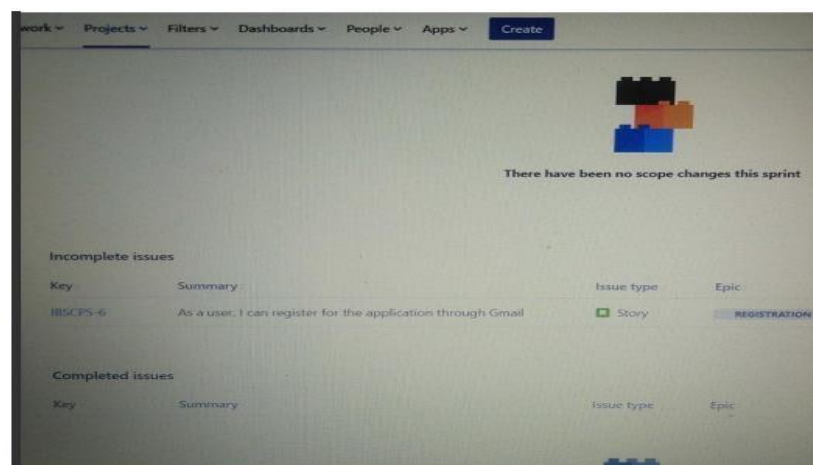 work Projects Filters Dashboards People Apps Create
There have been no scope changes this sprint
Incomplete issues
Key Summary Issue type Epic
IBSCPS-6 As a user, I can register for the application through Gmail Story REGISTRATION
Completed issues
Key Summary Issue type Epic